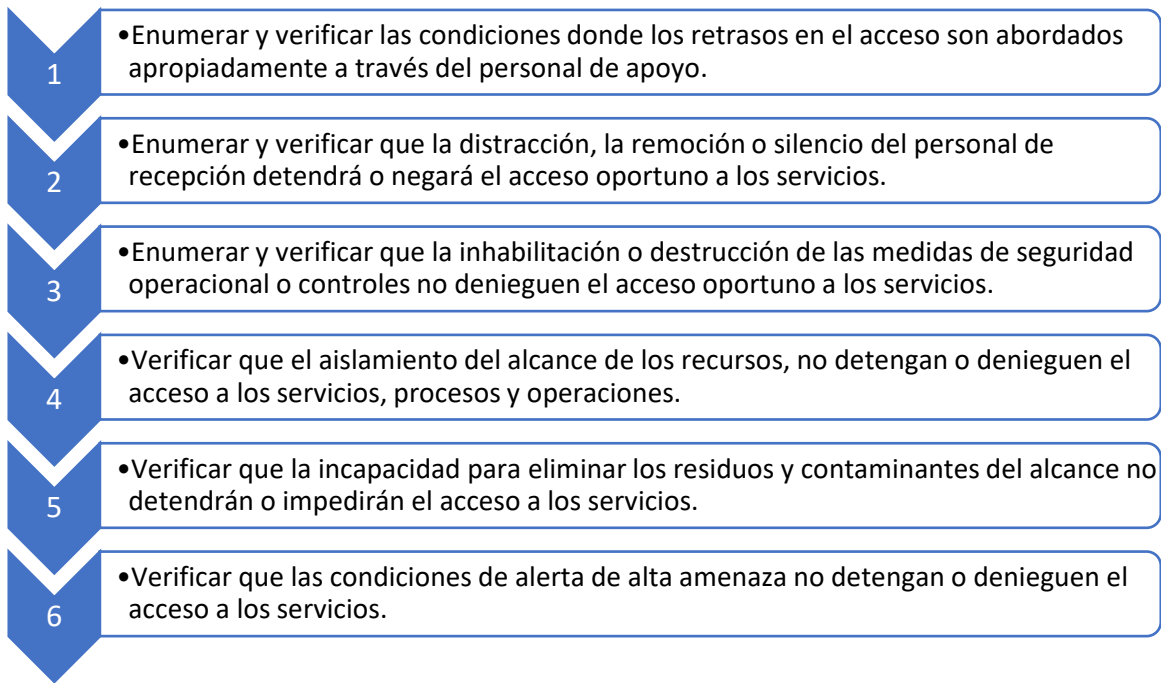 1
•Enumerar y verificar las condiciones donde los retrasos en el acceso son abordados
apropiadamente a través del personal de apoyo.
2
•Enumerar y verificar que la distracción, la remoción o silencio del personal de
recepción detendrá o negará el acceso oportuno a los servicios.
3
•Enumerar y verificar que la inhabilitación o destrucción de las medidas de seguridad
operacional o controles no denieguen el acceso oportuno a los servicios.
4
•Verificar que el aislamiento del alcance de los recursos, no detengan o denieguen el
acceso a los servicios, procesos y operaciones.
5
•Verificar que la incapacidad para eliminar los residuos y contaminantes del alcance no
detendrán o impedirán el acceso a los servicios.
6
•Verificar que las condiciones de alerta de alta amenaza no detengan o denieguen el
acceso a los servicios.